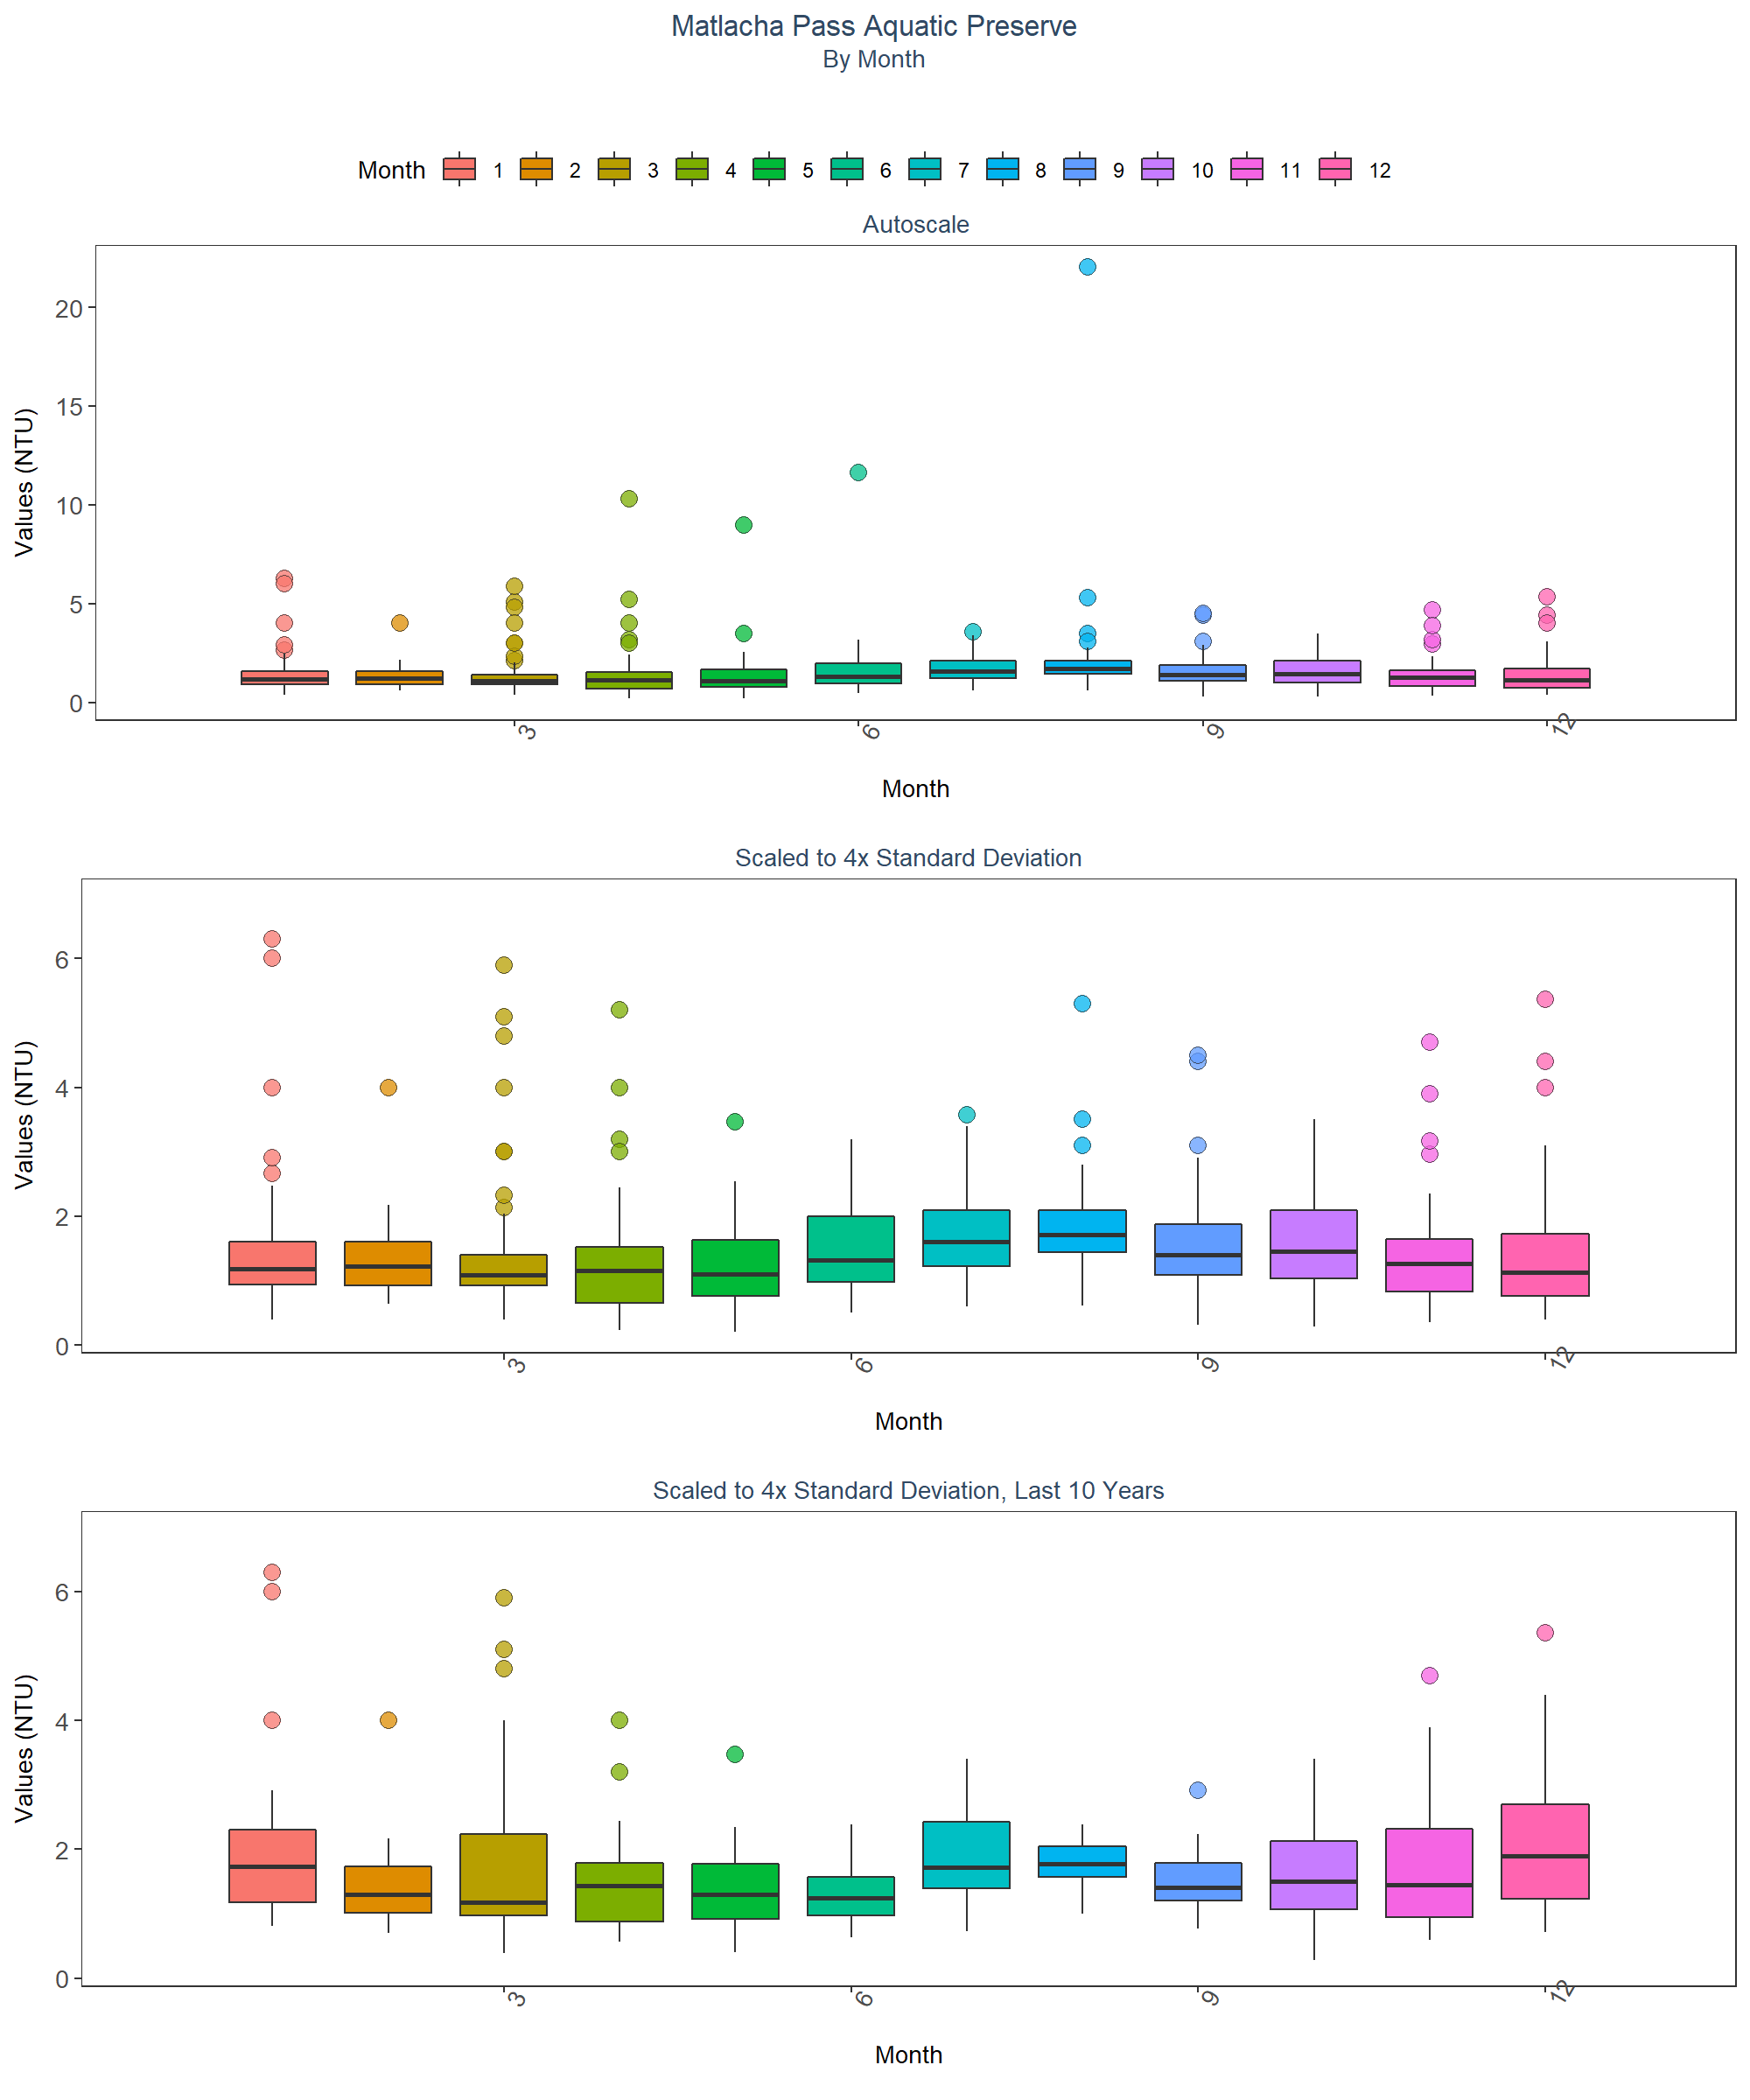 Matlacha Pass Aquatic Preserve
By Month
Month 1 2 3 4 5 6 7 8 9 10 11 12
Autoscale
Values (NTU)
20
15
10
5
0
3 6 9 12
Month
Scaled to 4x Standard Deviation
Values (NTU)
6
4
2
0
3 6 9 12
Month
Scaled to 4x Standard Deviation, Last 10 Years
Values (NTU)
6
4
2
0
3 6 9 12
Month